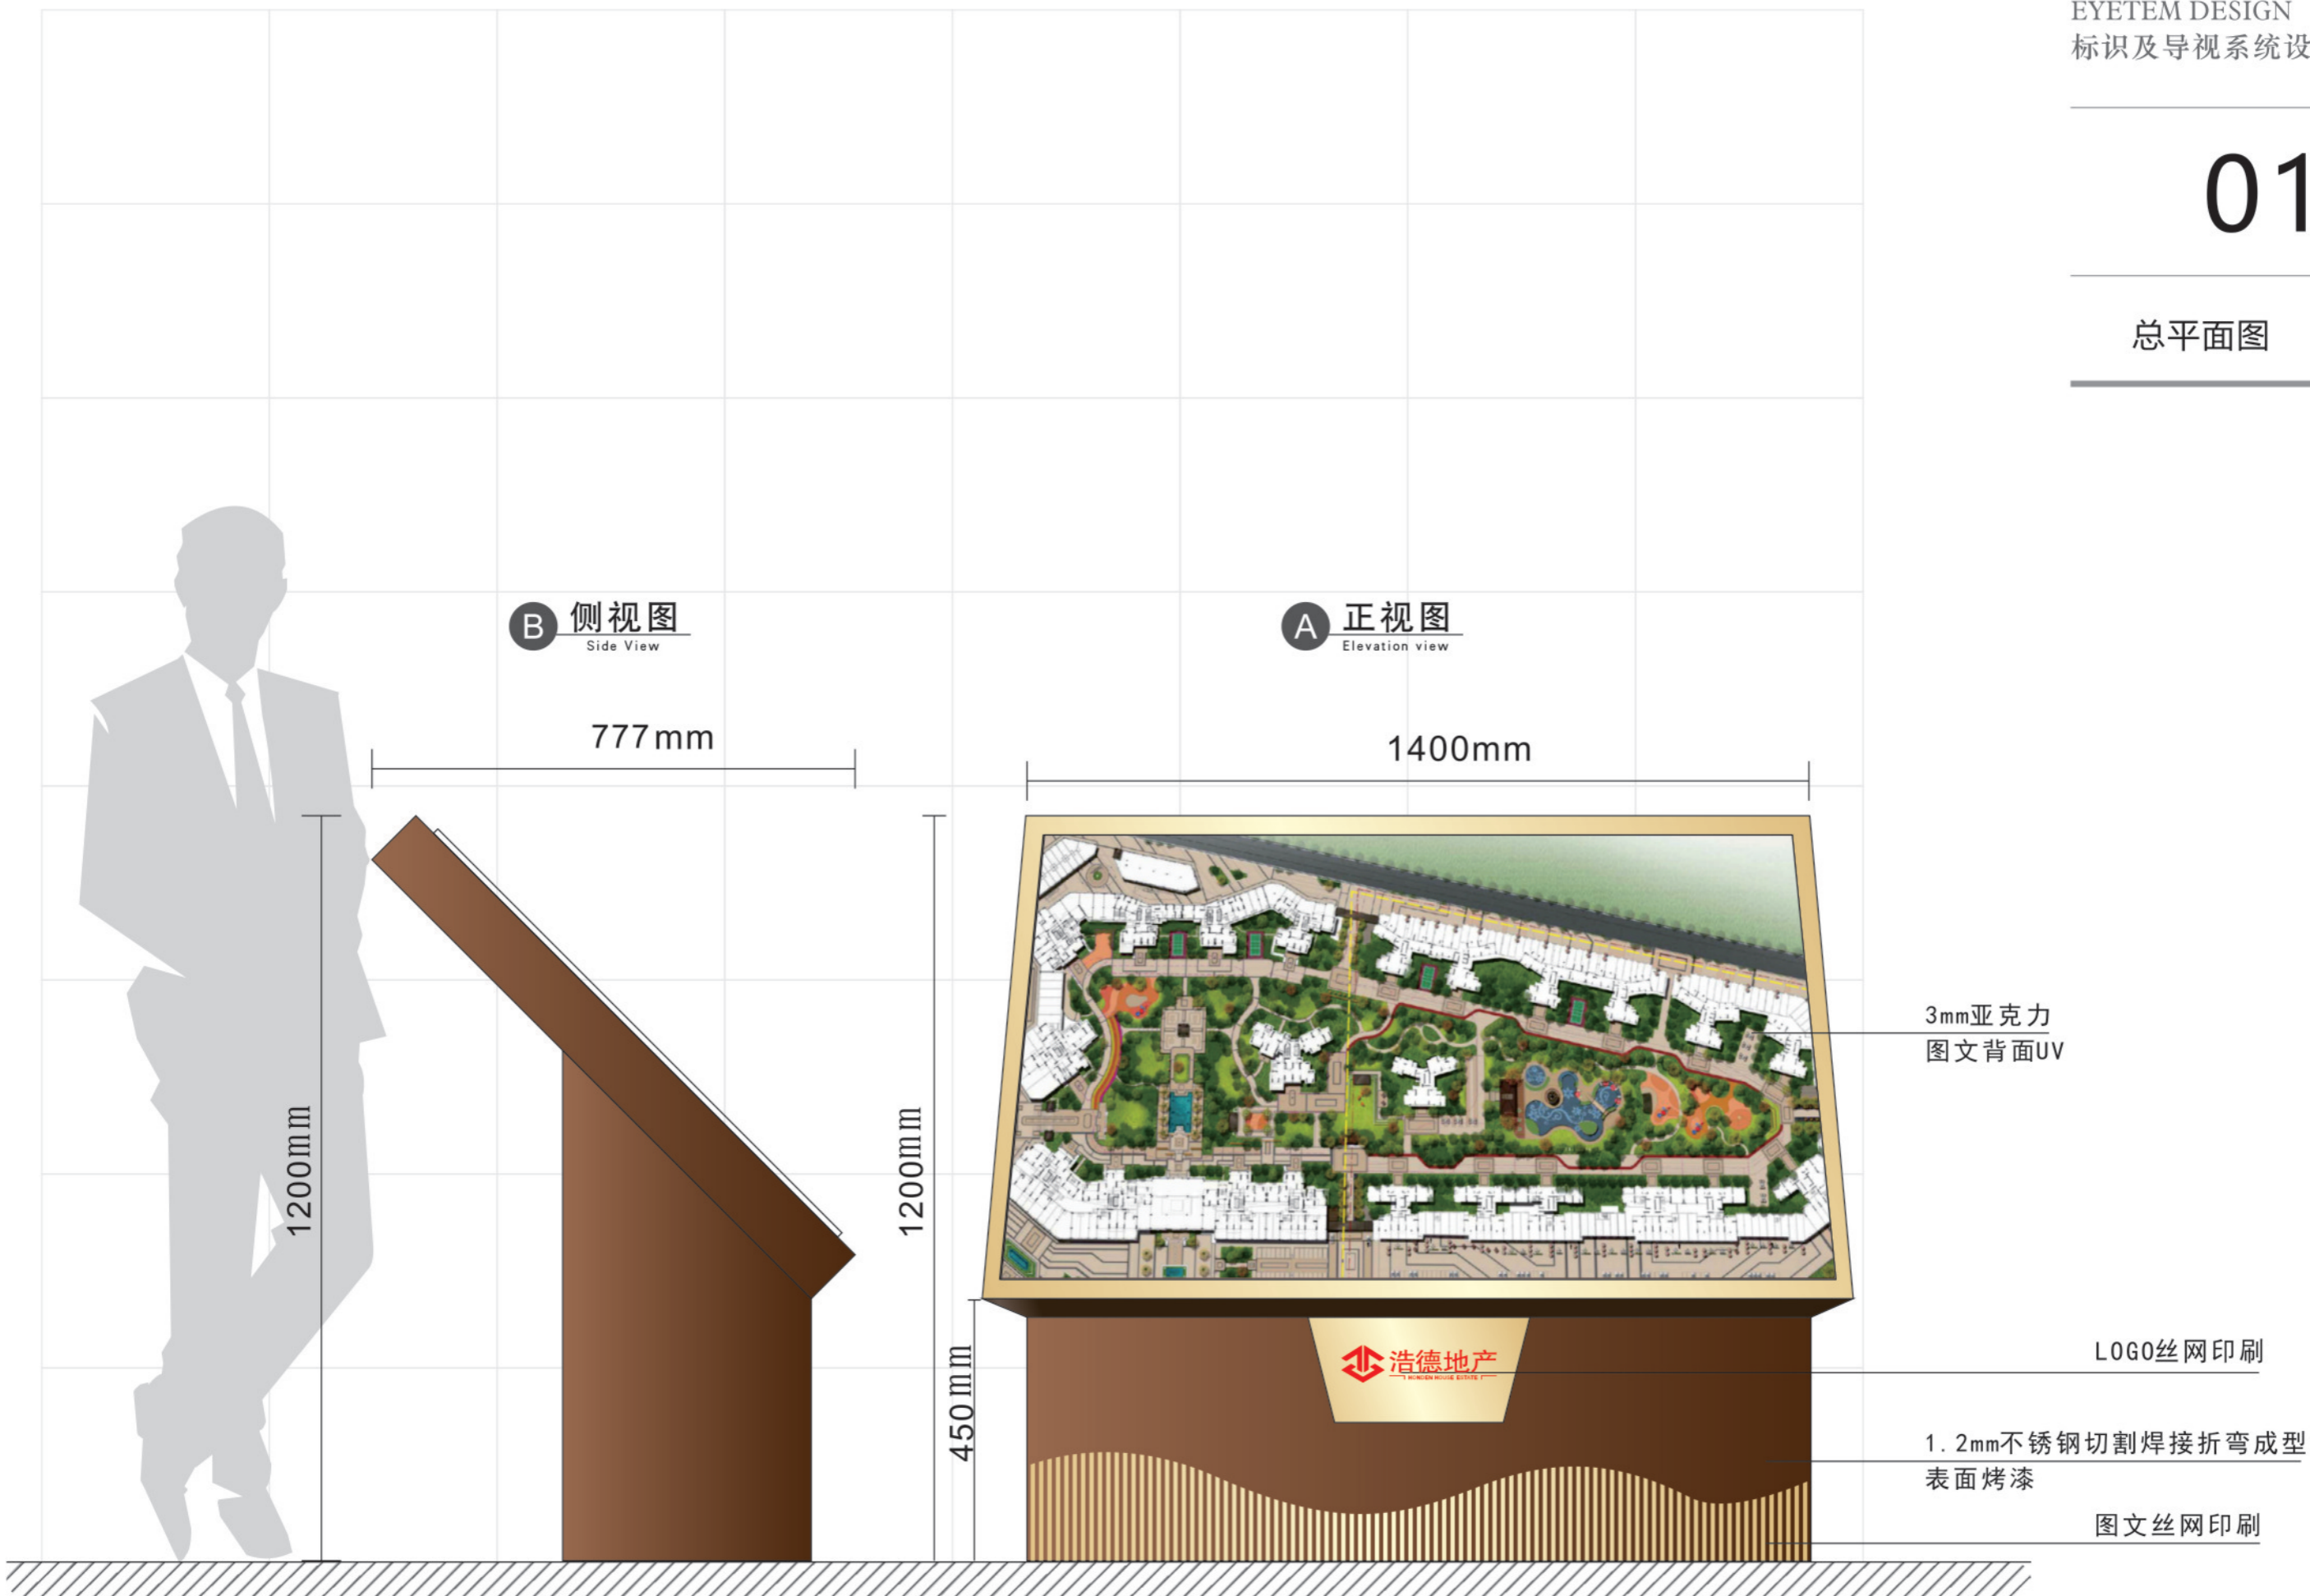 EYETEM DESIGN
标识及导视系统设
01
总平面图
B 侧视图
Side View
A 正视图
Elevation view
777mm
1400mm
1200mm
1200mm
450mm
3mm亚克力
图文背面UV
浩德地产
LOGO丝网印刷
1.2mm不锈钢切割焊接折弯成型
表面烤漆
图文丝网印刷